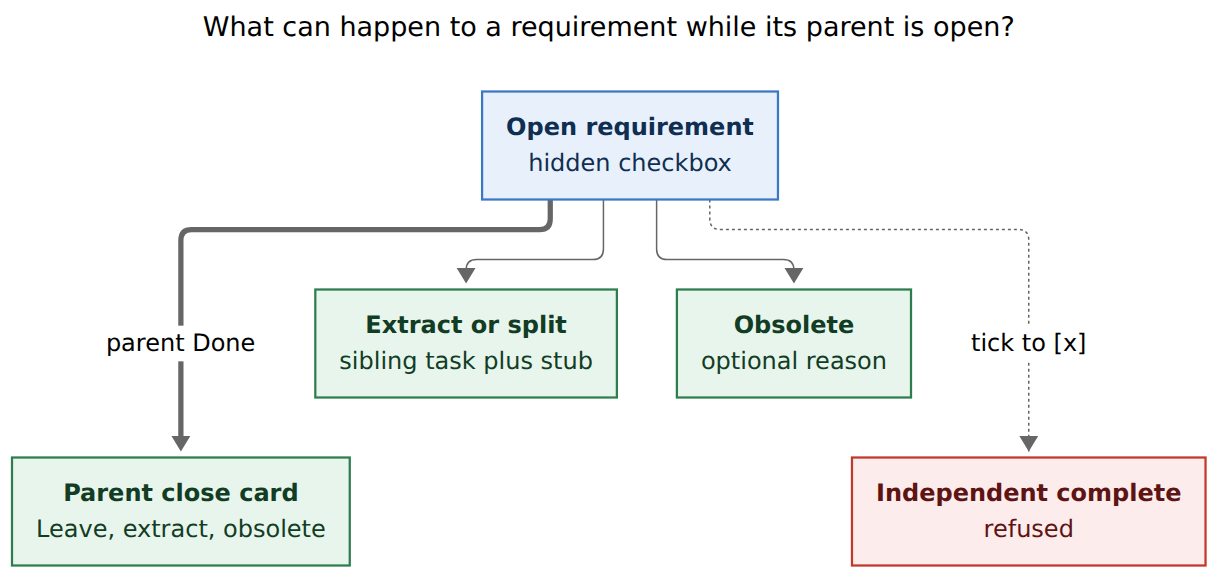 What can happen to a requirement while its parent is open?
Open requirement
hidden checkbox
Extract or split
sibling task plus stub
Obsolete
optional reason
parent Done
tick to [x]
Parent close card
Leave, extract, obsolete
Independent complete
refused